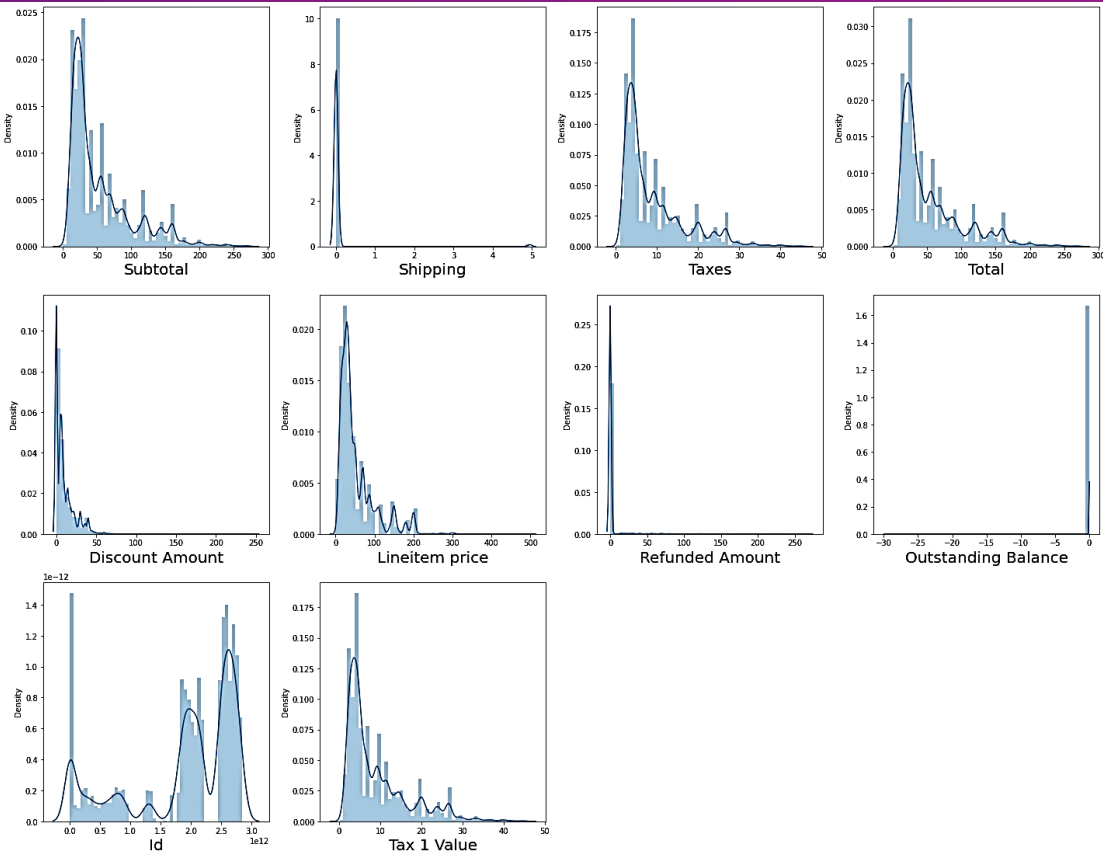 0.025
0.020
0.015
0.010
0.005
0.000
Density
0 50 100 150 200 250 300
Subtotal
10
8
6
4
2
0
Density
0 1 2 3 4 5
Shipping
0.175
0.150
0.125
0.100
0.075
0.050
0.025
0.000
Density
0 10 20 30 40 50
Taxes
0.030
0.025
0.020
0.015
0.010
0.005
0.000
Density
0 50 100 150 200 250 300
Total
0.10
0.08
0.06
0.04
0.02
0.00
Density
0 50 100 150 200 250
Discount Amount
0.020
0.015
0.010
0.005
0.000
Density
0 100 200 300 400 500
Lineitem price
0.25
0.20
0.15
0.10
0.05
0.00
Density
0 50 100 150 200 250
Refunded Amount
1.6
1.4
1.2
1.0
0.8
0.6
0.4
0.2
0.0
Density
−30 −25 −20 −15 −10 −5 0
Outstanding Balance
1e−12
1.4
1.2
1.0
0.8
0.6
0.4
0.2
0.0
Density
0.0 0.5 1.0 1.5 2.0 2.5 3.0
1e12
Id
0.175
0.150
0.125
0.100
0.075
0.050
0.025
0.000
Density
0 10 20 30 40 50
Tax 1 Value